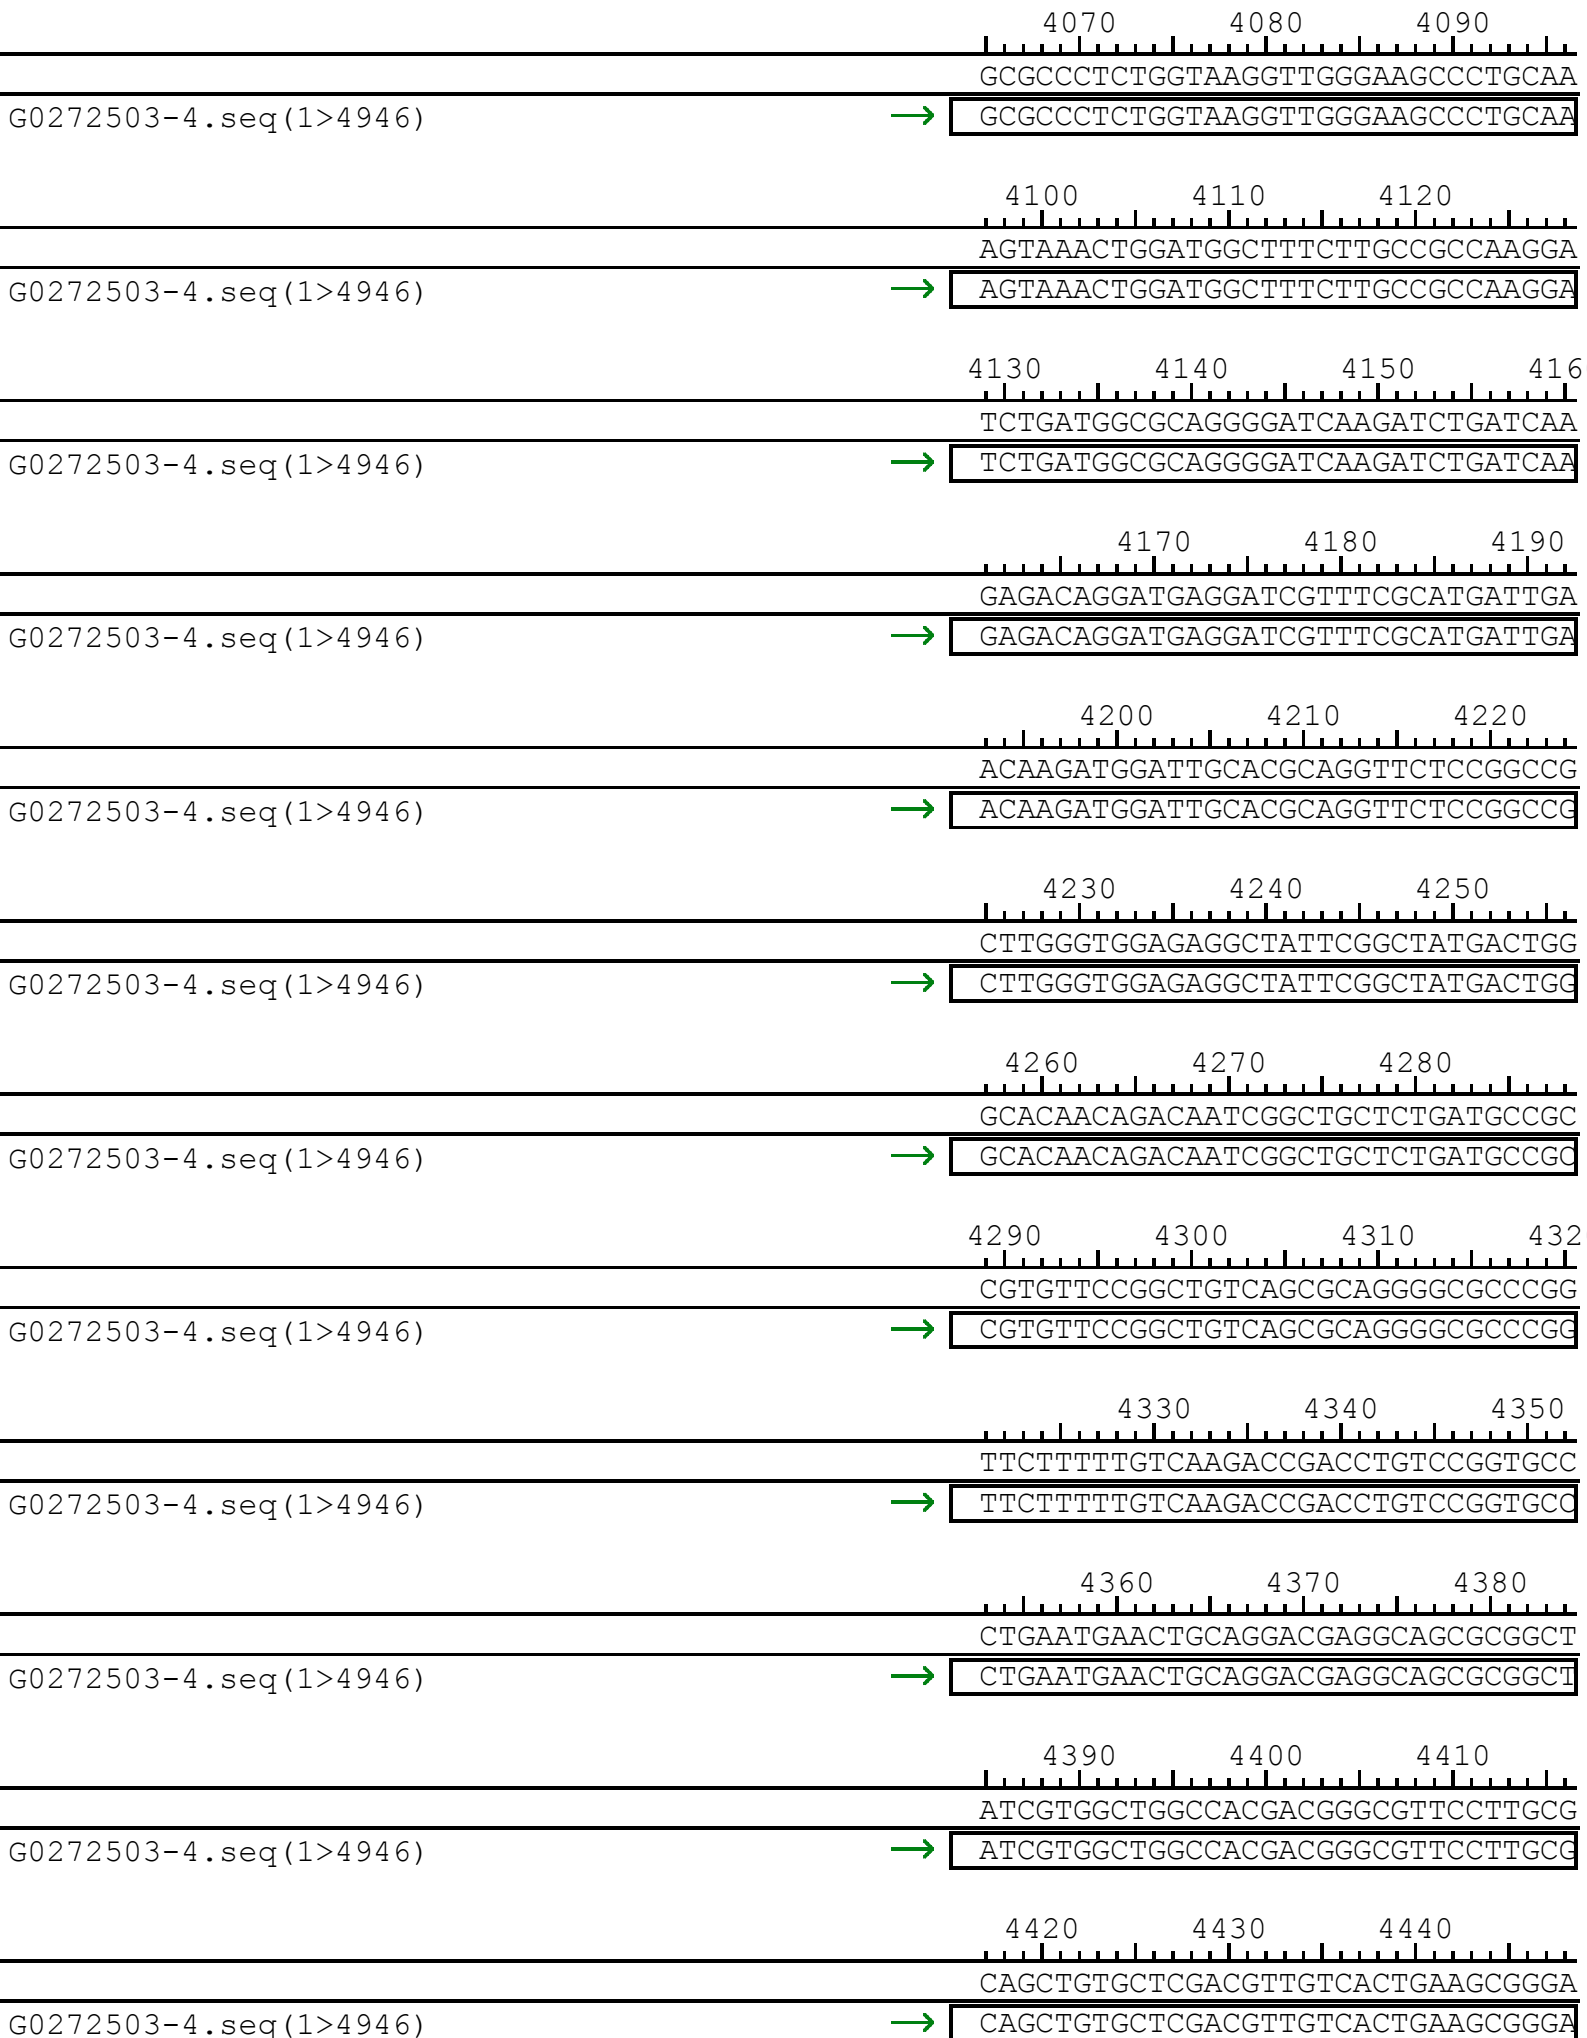 4070 4080 4090
GCGCCCTCTGGTAAGGTTGGGAAGCCCTGCAA
G0272503-4.seq(1>4946) → GCGCCCTCTGGTAAGGTTGGGAAGCCCTGCAA
4100 4110 4120
AGTAAACTGGATGGCTTTCTTGCCGCCAAGGA
G0272503-4.seq(1>4946) → AGTAAACTGGATGGCTTTCTTGCCGCCAAGGA
4130 4140 4150 416
TCTGATGGCGCAGGGGATCAAGATCTGATCAA
G0272503-4.seq(1>4946) → TCTGATGGCGCAGGGGATCAAGATCTGATCAA
4170 4180 4190
GAGACAGGATGAGGATCGTTTCGCATGATTGA
G0272503-4.seq(1>4946) → GAGACAGGATGAGGATCGTTTCGCATGATTGA
4200 4210 4220
ACAAGATGGATTGCACGCAGGTTCTCCGGCCG
G0272503-4.seq(1>4946) → ACAAGATGGATTGCACGCAGGTTCTCCGGCCG
4230 4240 4250
CTTGGGTGGAGAGGCTATTCGGCTATGACTGG
G0272503-4.seq(1>4946) → CTTGGGTGGAGAGGCTATTCGGCTATGACTGG
4260 4270 4280
GCACAACAGACAATCGGCTGCTCTGATGCCGC
G0272503-4.seq(1>4946) → GCACAACAGACAATCGGCTGCTCTGATGCCGC
4290 4300 4310 432
CGTGTTCCGGCTGTCAGCGCAGGGGCGCCCGG
G0272503-4.seq(1>4946) → CGTGTTCCGGCTGTCAGCGCAGGGGCGCCCGG
4330 4340 4350
TTCTTTTTGTCAAGACCGACCTGTCCGGTGCC
G0272503-4.seq(1>4946) → TTCTTTTTGTCAAGACCGACCTGTCCGGTGCC
4360 4370 4380
CTGAATGAACTGCAGGACGAGGCAGCGCGGCT
G0272503-4.seq(1>4946) → CTGAATGAACTGCAGGACGAGGCAGCGCGGCT
4390 4400 4410
ATCGTGGCTGGCCACGACGGGCGTTCCTTGCG
G0272503-4.seq(1>4946) → ATCGTGGCTGGCCACGACGGGCGTTCCTTGCG
4420 4430 4440
CAGCTGTGCTCGACGTTGTCACTGAAGCGGGA
G0272503-4.seq(1>4946) → CAGCTGTGCTCGACGTTGTCACTGAAGCGGGA